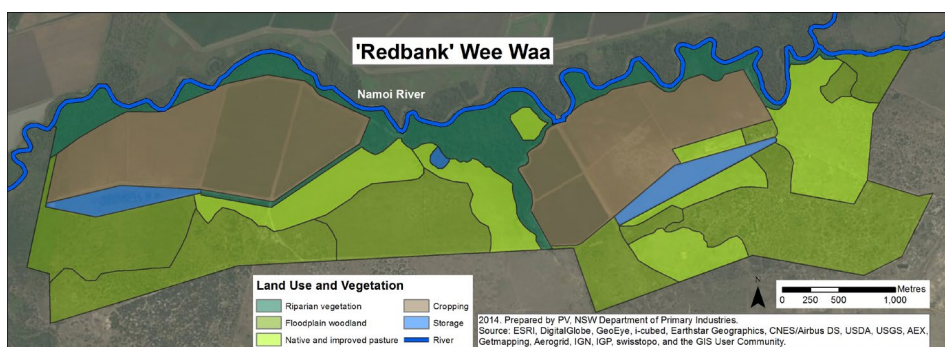 'Redbank' Wee Waa
Namoi River
Land Use and Vegetation
Riparian vegetation
Floodplain woodland
Native and improved pasture
Cropping
Storage
River
N
Metres
0 250 500 1,000
2014. Prepared by PV, NSW Department of Primary Industries.
Source: ESRI, DigitalGlobe, GeoEye, i-cubed, Earthstar Geographics, CNES/Airbus DS, USDA, USGS, AEX,
Getmapping, Aerogrid, IGN, IGP, swisstopo, and the GIS User Community.